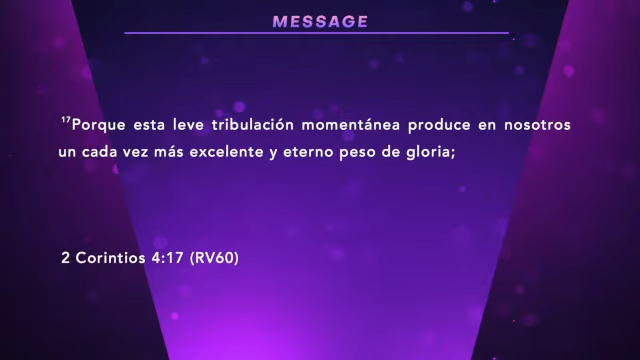 MESSAGE
¹⁷Porque esta leve tribulación momentánea produce en nosotros
un cada vez más excelente y eterno peso de gloria;
2 Corintios 4:17 (RV60)